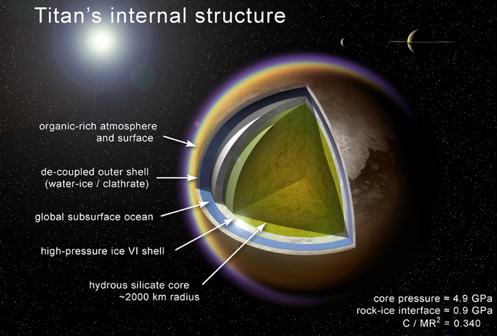 Titan's internal structure
organic-rich atmosphere
and surface
de-coupled outer shell
(water-ice / clathrate)
global subsurface ocean
high-pressure ice VI shell
hydrous silicate core
~2000 km radius
core pressure ≈ 4.9 GPa
rock-ice interface ≈ 0.9 GPa
C / MR² ≈ 0.340